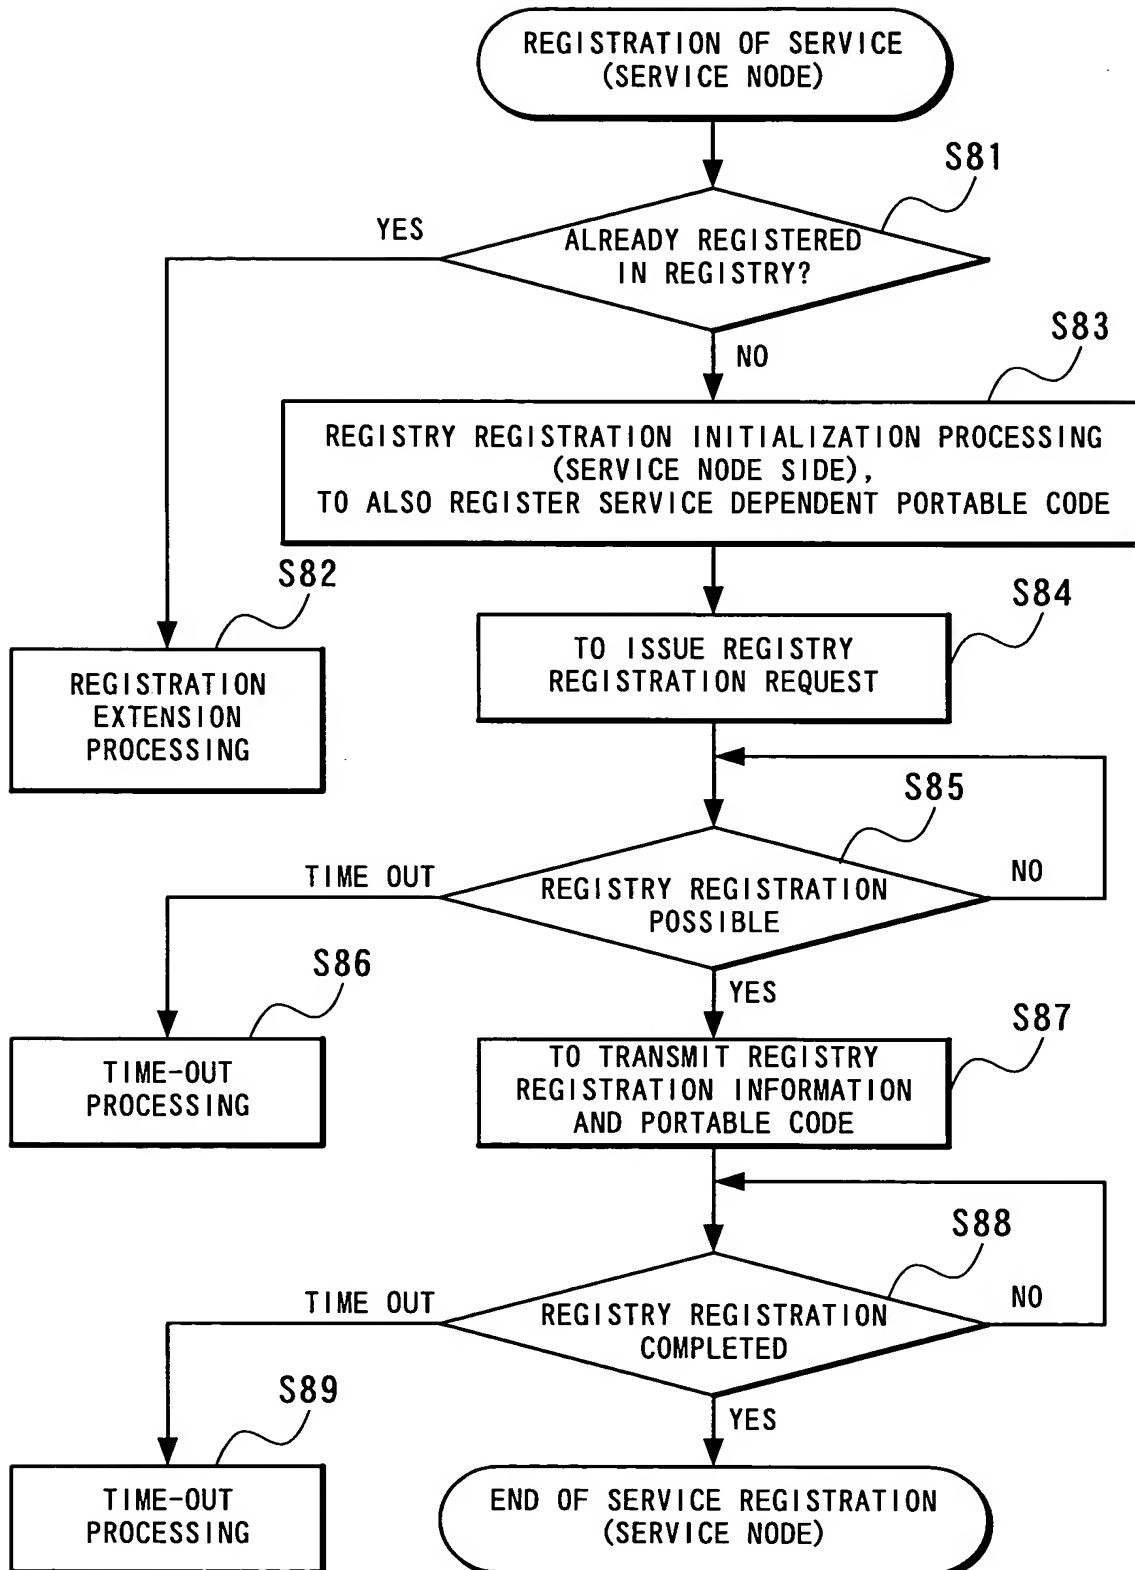 REGISTRATION OF SERVICE
(SERVICE NODE)
S81
YES
ALREADY REGISTERED
IN REGISTRY?
S83
NO
REGISTRY REGISTRATION INITIALIZATION PROCESSING
(SERVICE NODE SIDE),
TO ALSO REGISTER SERVICE DEPENDENT PORTABLE CODE
S82
S84
TO ISSUE REGISTRY
REGISTRATION REQUEST
REGISTRATION
EXTENSION
PROCESSING
S85
TIME OUT
NO
REGISTRY REGISTRATION
POSSIBLE
S86
YES
S87
TIME-OUT
PROCESSING
TO TRANSMIT REGISTRY
REGISTRATION INFORMATION
AND PORTABLE CODE
S88
TIME OUT
NO
REGISTRY REGISTRATION
COMPLETED
S89
YES
TIME-OUT
PROCESSING
END OF SERVICE REGISTRATION
(SERVICE NODE)